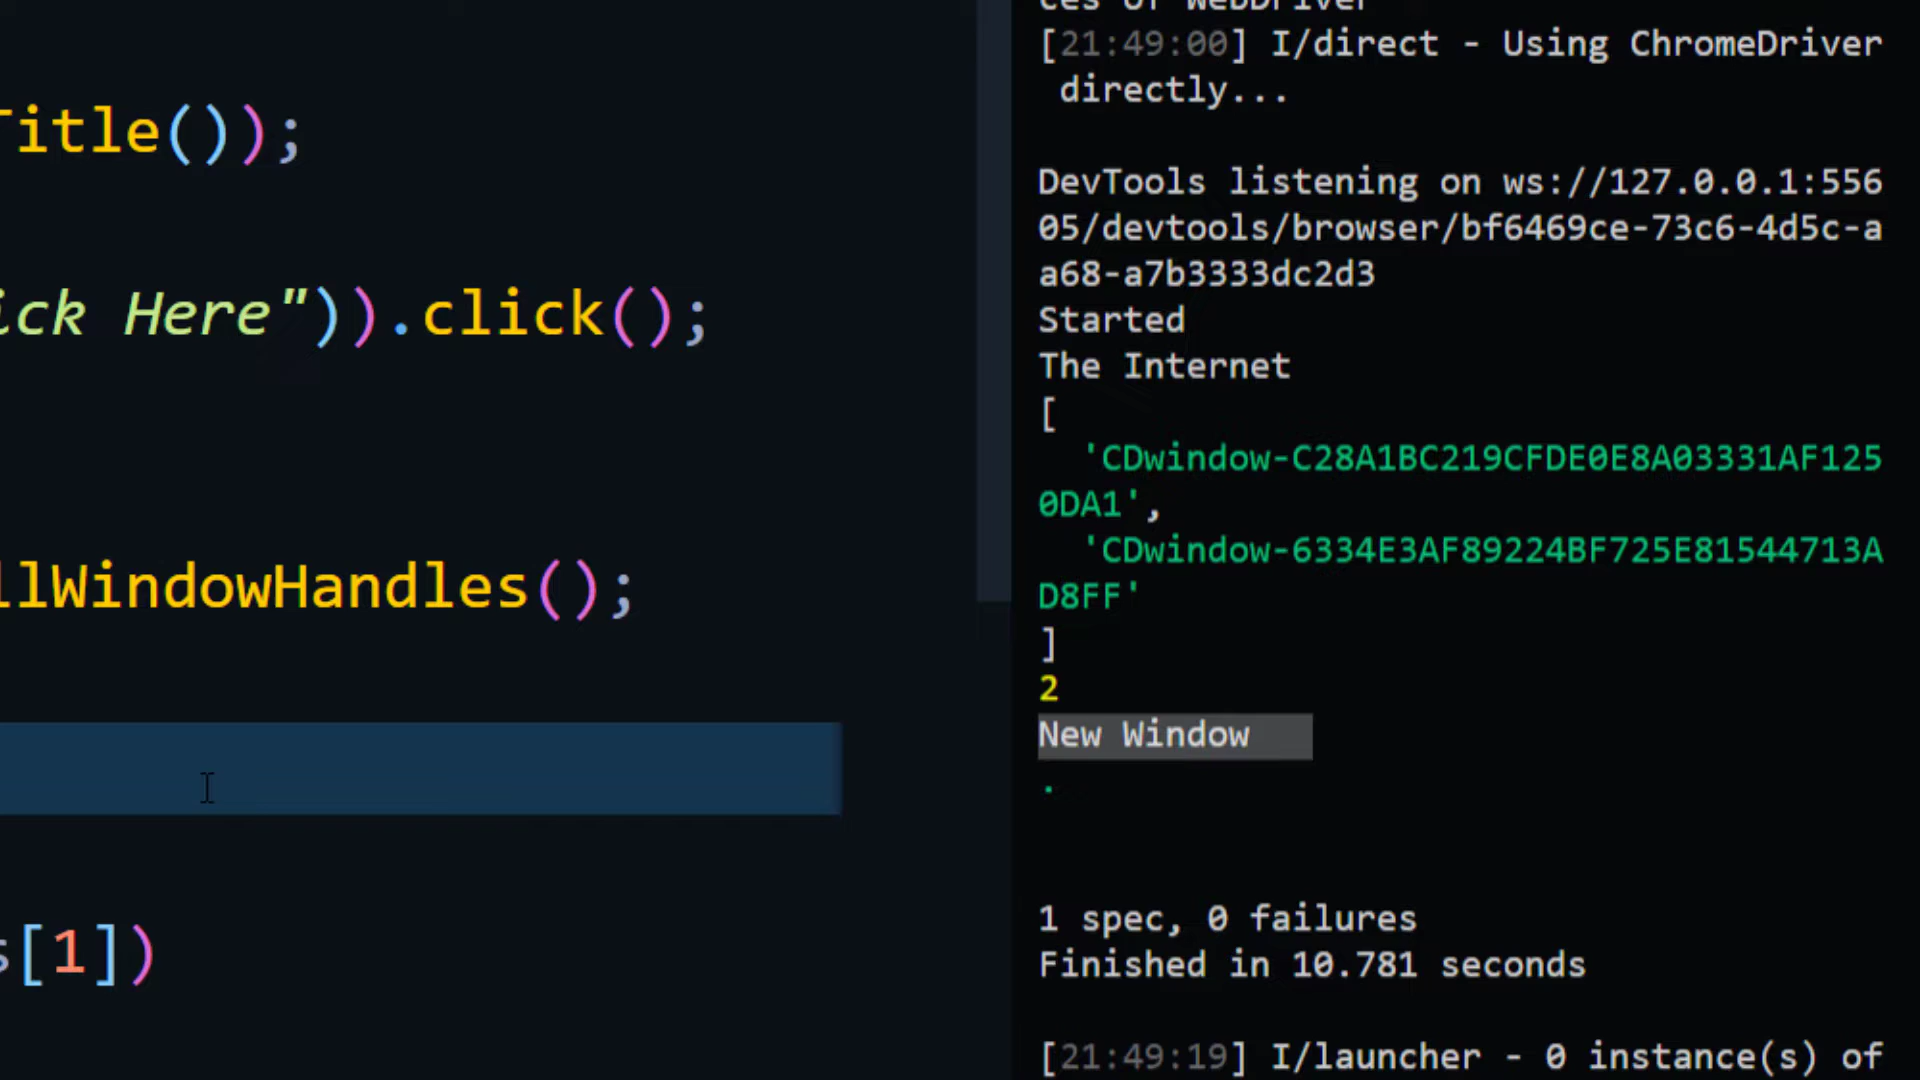 Title());
ick Here")).click();
llWindowHandles();
s[1])
ces of WebDriver
[21:49:00] I/direct - Using ChromeDriver
directly...
DevTools listening on ws://127.0.0.1:556
05/devtools/browser/bf6469ce-73c6-4d5c-a
a68-a7b3333dc2d3
Started
The Internet
[
'CDwindow-C28A1BC219CFDE0E8A03331AF125
0DA1',
'CDwindow-6334E3AF89224BF725E81544713A
D8FF'
]
2
New Window
.
1 spec, 0 failures
Finished in 10.781 seconds
[21:49:19] I/launcher - 0 instance(s) of